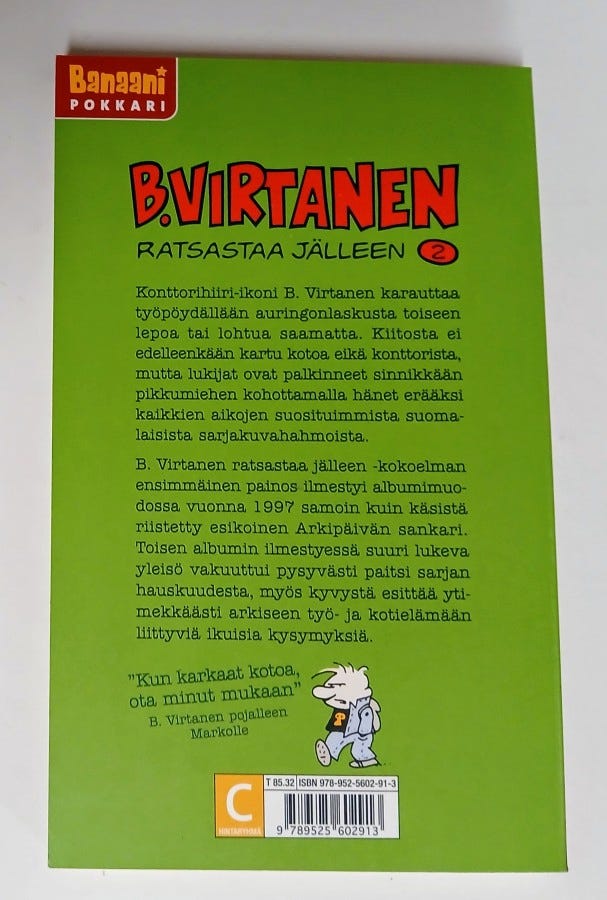 Banaani
POKKARI
B.VIRTANEN
RATSASTAA JÄLLEEN 2
Konttorihiiri-ikoni B. Virtanen karauttaa
työpöydällään auringonlaskusta toiseen
lepoa tai lohtua saamatta. Kiitosta ei
edelleenkään kartu kotoa eikä konttorista,
mutta lukijat ovat palkinneet sinnikkään
pikkumiehen kohottamalla hänet erääksi
kaikkien aikojen suosituimmista suoma-
laisista sarjakuvahahmoista.
B. Virtanen ratsastaa jälleen -kokoelman
ensimmäinen painos ilmestyi albumimuo-
dossa vuonna 1997 samoin kuin käsistä
riistetty esikoinen Arkipäivän sankari.
Toisen albumin ilmestyessä suuri lukeva
yleisö vakuuttui pysyvästi paitsi sarjan
hauskuudesta, myös kyvystä esittää yti-
mekkäästi arkiseen työ- ja kotielämään
liittyviä ikuisia kysymyksiä.
"Kun karkaat kotoa,
ota minut mukaan"
B. Virtanen pojalleen
Markolle
P
C
HINTARYHMÄ
T 85.32 ISBN 978-952-5602-91-3
9 789525 602913